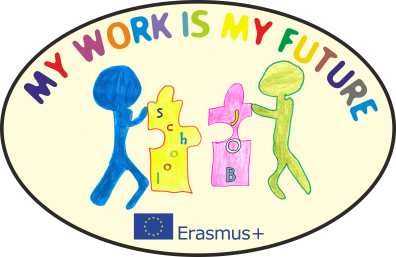 MY WORK IS MY FUTURE
school
JOB
Erasmus+